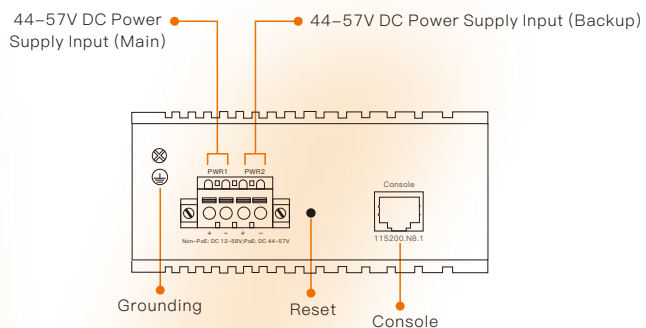 44–57V DC Power
Supply Input (Main)
44–57V DC Power Supply Input (Backup)
PWR1 PWR2
Console
+ − + −
Non-PoE: DC 12-58V;PoE: DC 44-57V
115200.N8.1
Grounding
Reset
Console